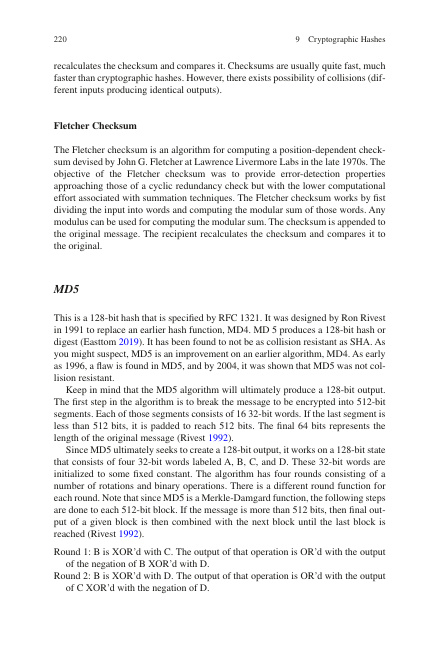 220
9 Cryptographic Hashes
recalculates the checksum and compares it. Checksums are usually quite fast, much
faster than cryptographic hashes. However, there exists possibility of collisions (dif-
ferent inputs producing identical outputs).
Fletcher Checksum
The Fletcher checksum is an algorithm for computing a position-dependent check-
sum devised by John G. Fletcher at Lawrence Livermore Labs in the late 1970s. The
objective of the Fletcher checksum was to provide error-detection properties
approaching those of a cyclic redundancy check but with the lower computational
effort associated with summation techniques. The Fletcher checksum works by fist
dividing the input into words and computing the modular sum of those words. Any
modulus can be used for computing the modular sum. The checksum is appended to
the original message. The recipient recalculates the checksum and compares it to
the original.
MD5
This is a 128-bit hash that is specified by RFC 1321. It was designed by Ron Rivest
in 1991 to replace an earlier hash function, MD4. MD 5 produces a 128-bit hash or
digest (Easttom 2019). It has been found to not be as collision resistant as SHA. As
you might suspect, MD5 is an improvement on an earlier algorithm, MD4. As early
as 1996, a flaw is found in MD5, and by 2004, it was shown that MD5 was not col-
lision resistant.
Keep in mind that the MD5 algorithm will ultimately produce a 128-bit output.
The first step in the algorithm is to break the message to be encrypted into 512-bit
segments. Each of those segments consists of 16 32-bit words. If the last segment is
less than 512 bits, it is padded to reach 512 bits. The final 64 bits represents the
length of the original message (Rivest 1992).
Since MD5 ultimately seeks to create a 128-bit output, it works on a 128-bit state
that consists of four 32-bit words labeled A, B, C, and D. These 32-bit words are
initialized to some fixed constant. The algorithm has four rounds consisting of a
number of rotations and binary operations. There is a different round function for
each round. Note that since MD5 is a Merkle-Damgard function, the following steps
are done to each 512-bit block. If the message is more than 512 bits, then final out-
put of a given block is then combined with the next block until the last block is
reached (Rivest 1992).
Round 1: B is XOR’d with C. The output of that operation is OR’d with the output
of the negation of B XOR’d with D.
Round 2: B is XOR’d with D. The output of that operation is OR’d with the output
of C XOR’d with the negation of D.